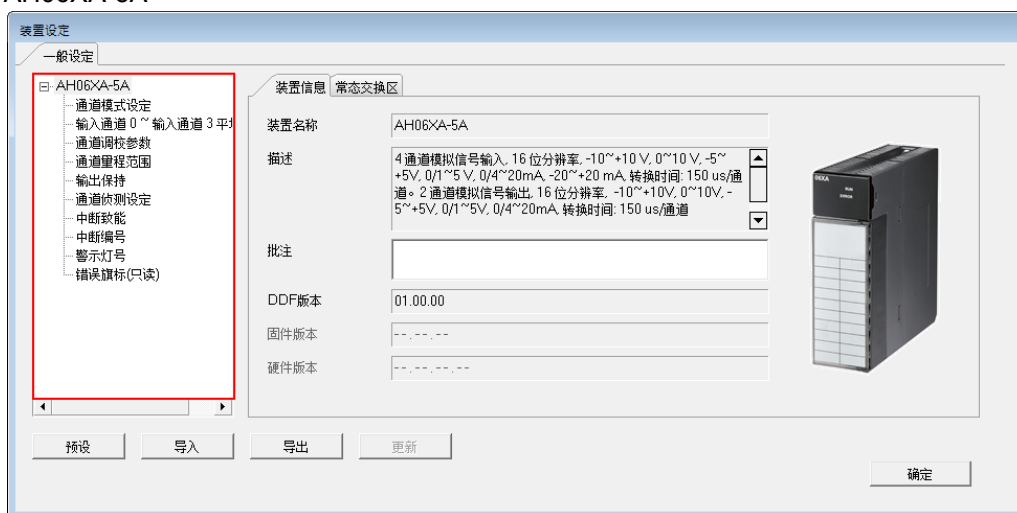 装置设定
一般设定
AH06XA-5A
通道模式设定
输入通道 0 ~ 输入通道 3 平
通道调校参数
通道量程范围
输出保持
通道侦测设定
中断致能
中断编号
警示灯号
错误旗标(只读)
装置信息 常态交换区
装置名称 AH06XA-5A
描述
4 通道模拟信号输入, 16 位分辨率, -10~+10 V, 0~10 V, -5~
+5V, 0/1~5 V, 0/4~20mA, -20~+20 mA, 转换时间: 150 us/通
道。2 通道模拟信号输出, 16 位分辨率, -10~+10V, 0~10V, -
5~+5V, 0/1~5V, 0/4~20mA, 转换时间: 150 us/通道
批注
DDF版本 01.00.00
固件版本 --.--.--
硬件版本 --.--.--.--
06XA
RUN
ERROR
预设 导入 导出 更新
确定